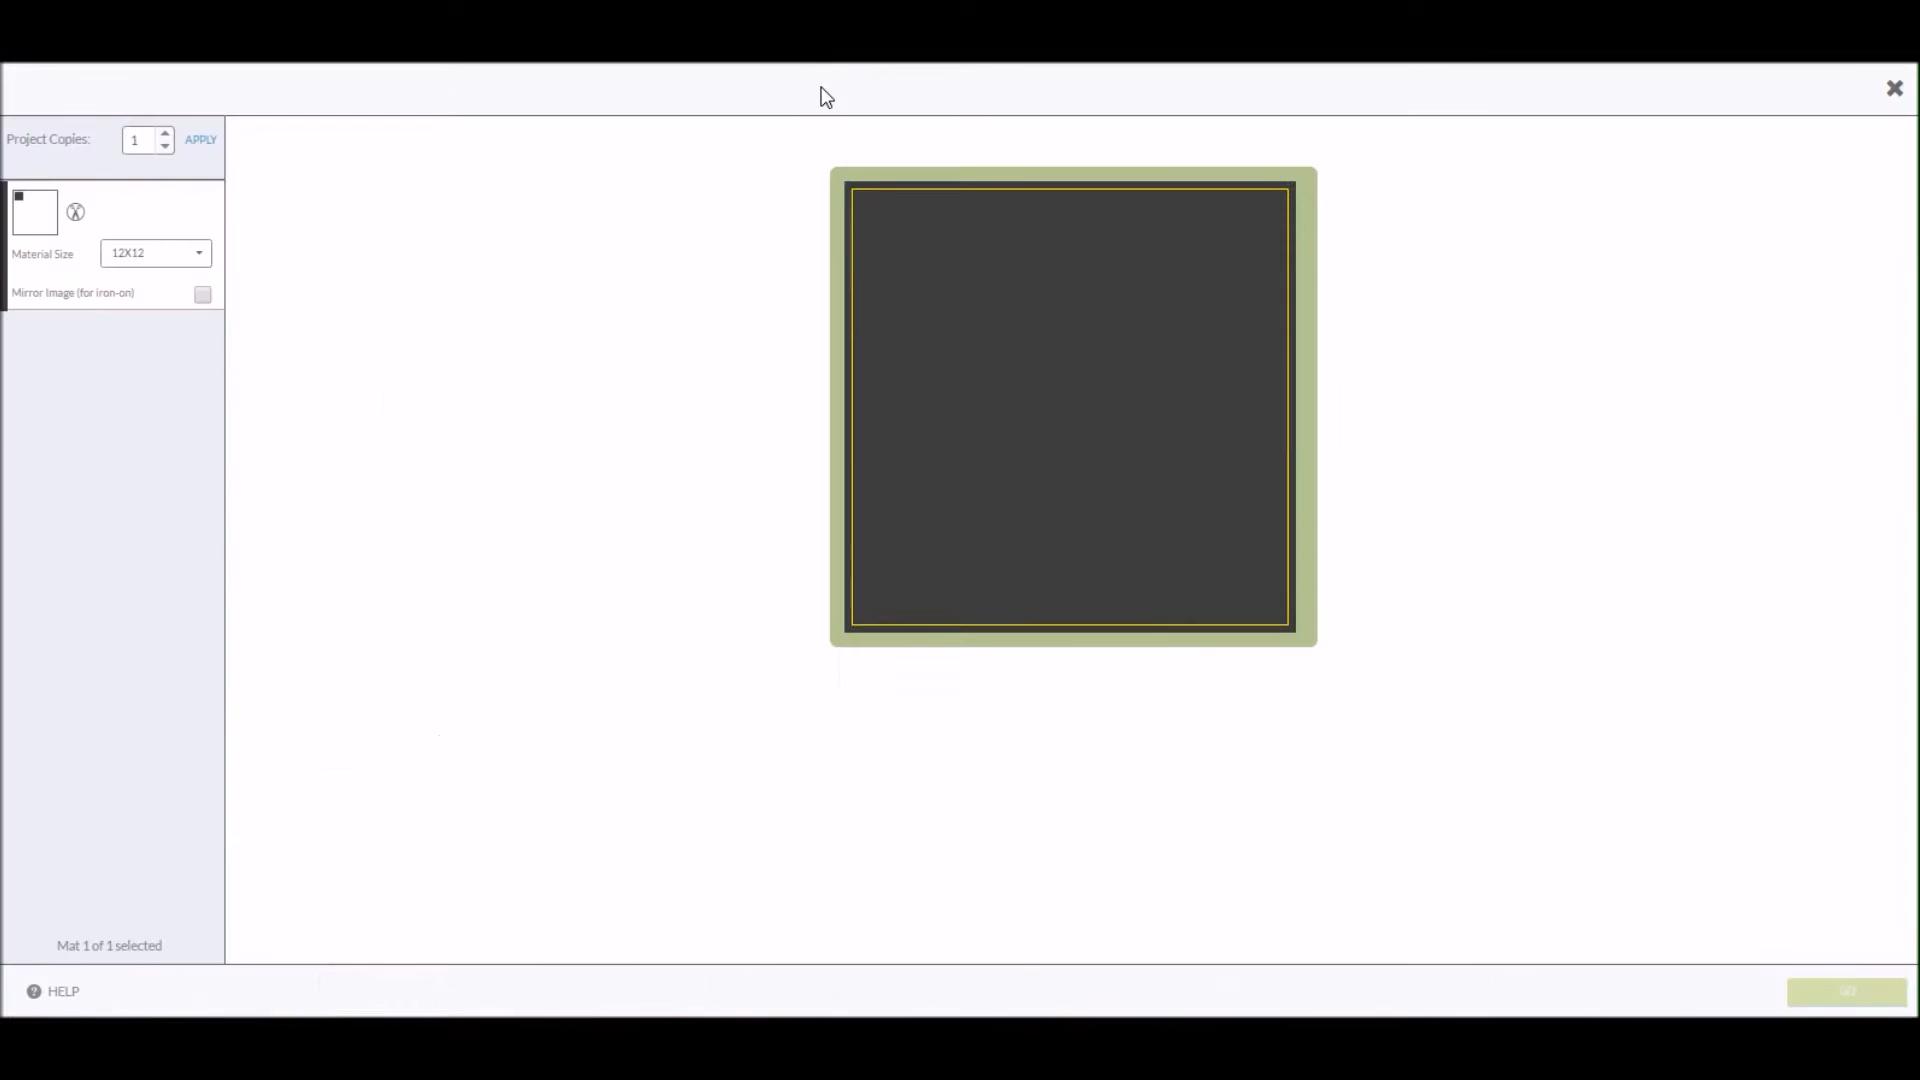 Project Copies: 1 APPLY
Material Size 12X12
Mirror Image (for iron-on)
Mat 1 of 1 selected
? HELP